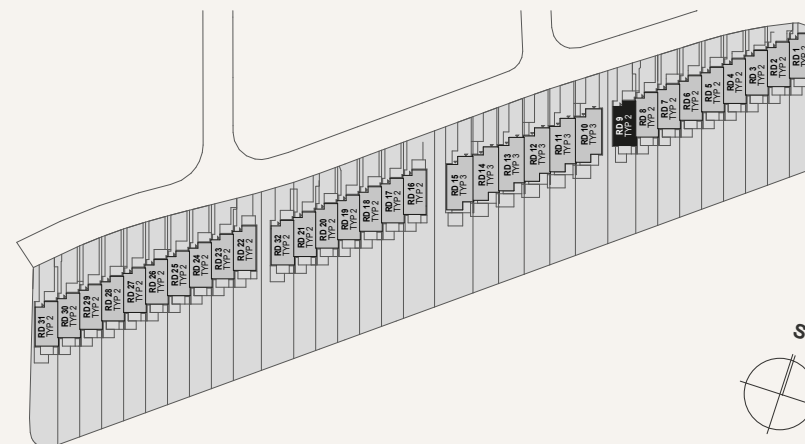 RD 31
TYP 2
RD 30
TYP 2
RD 29
TYP 2
RD 28
TYP 2
RD 27
TYP 2
RD 26
TYP 2
RD 25
TYP 2
RD 24
TYP 2
RD 23
TYP 2
RD 22
TYP 2
RD 32
TYP 2
RD 21
TYP 2
RD 20
TYP 2
RD 19
TYP 2
RD 18
TYP 2
RD 17
TYP 2
RD 16
TYP 2
RD 15
TYP 3
RD 14
TYP 3
RD 13
TYP 3
RD 12
TYP 3
RD 11
TYP 3
RD 10
TYP 3
RD 9
TYP 2
RD 8
TYP 2
RD 7
TYP 2
RD 6
TYP 2
RD 5
TYP 2
RD 4
TYP 2
RD 3
TYP 2
RD 2
TYP 2
RD 1
TYP 2
S